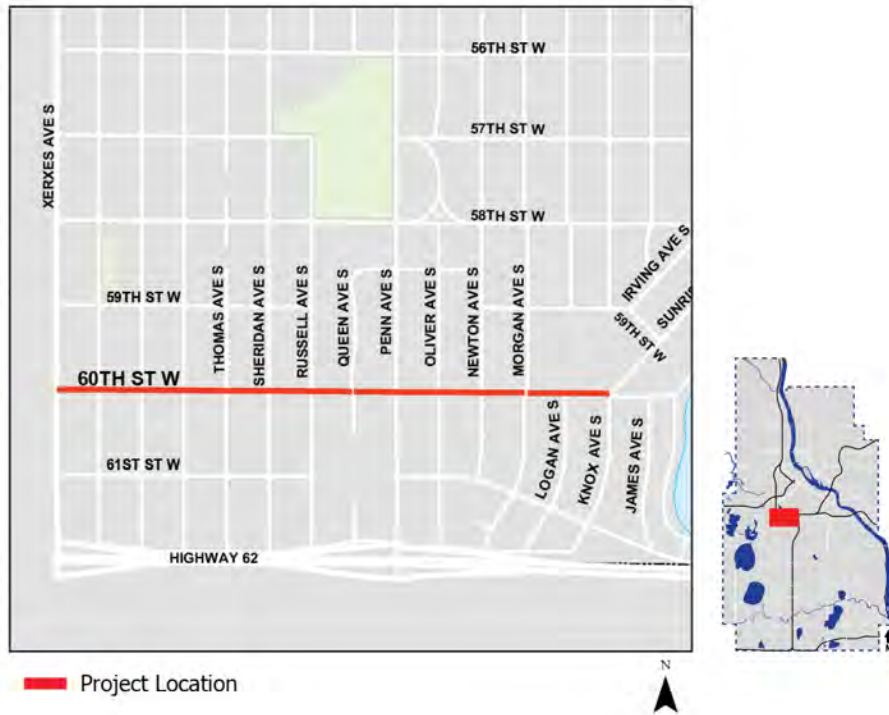 56TH ST W
XERXES AVE S
57TH ST W
58TH ST W
IRVING AVE S
59TH ST W
THOMAS AVE S
SHERIDAN AVE S
RUSSELL AVE S
QUEEN AVE S
PENN AVE S
OLIVER AVE S
NEWTON AVE S
MORGAN AVE S
59TH ST W
60TH ST W
LOGAN AVE S
KNOX AVE S
JAMES AVE S
61ST ST W
HIGHWAY 62
Project Location
N